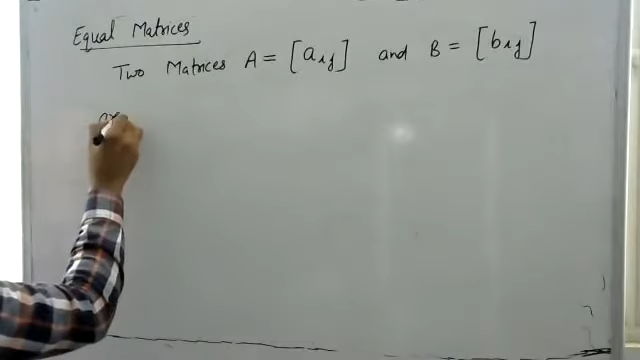 Equal Matrices
Two Matrices A = [aij] and B = [bij]